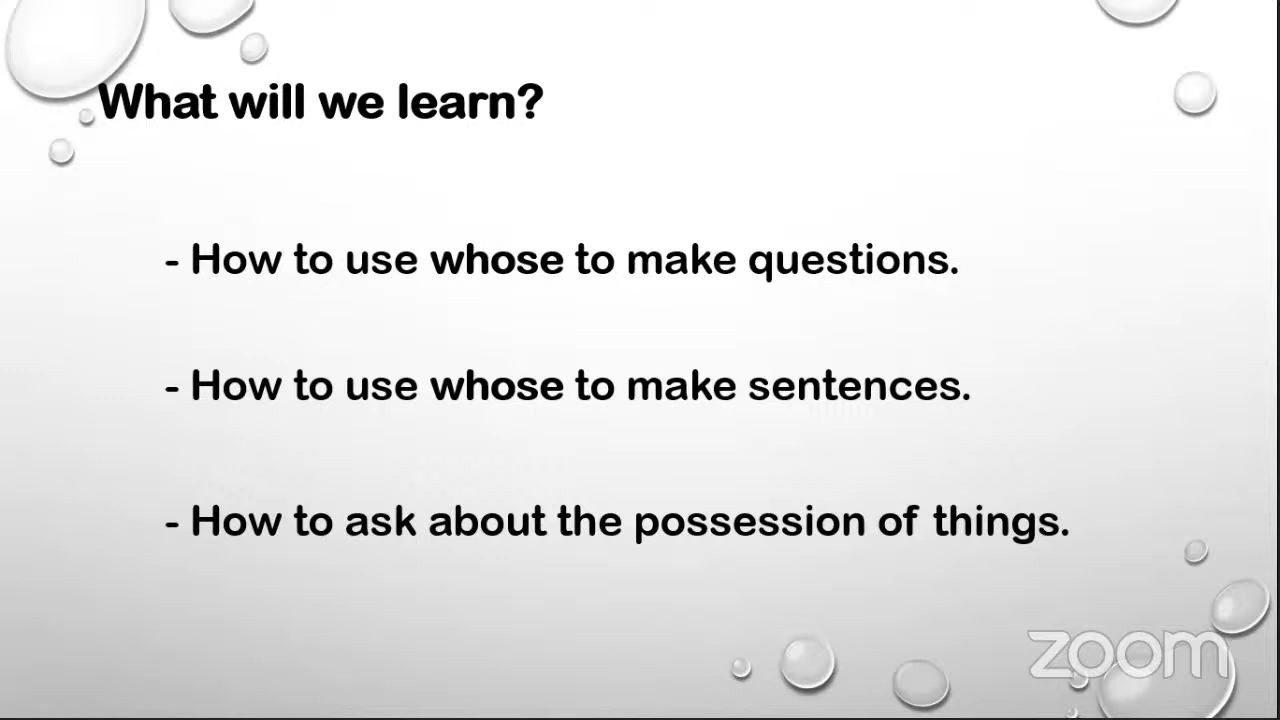 What will we learn?
- How to use whose to make questions.
- How to use whose to make sentences.
- How to ask about the possession of things.
zoom